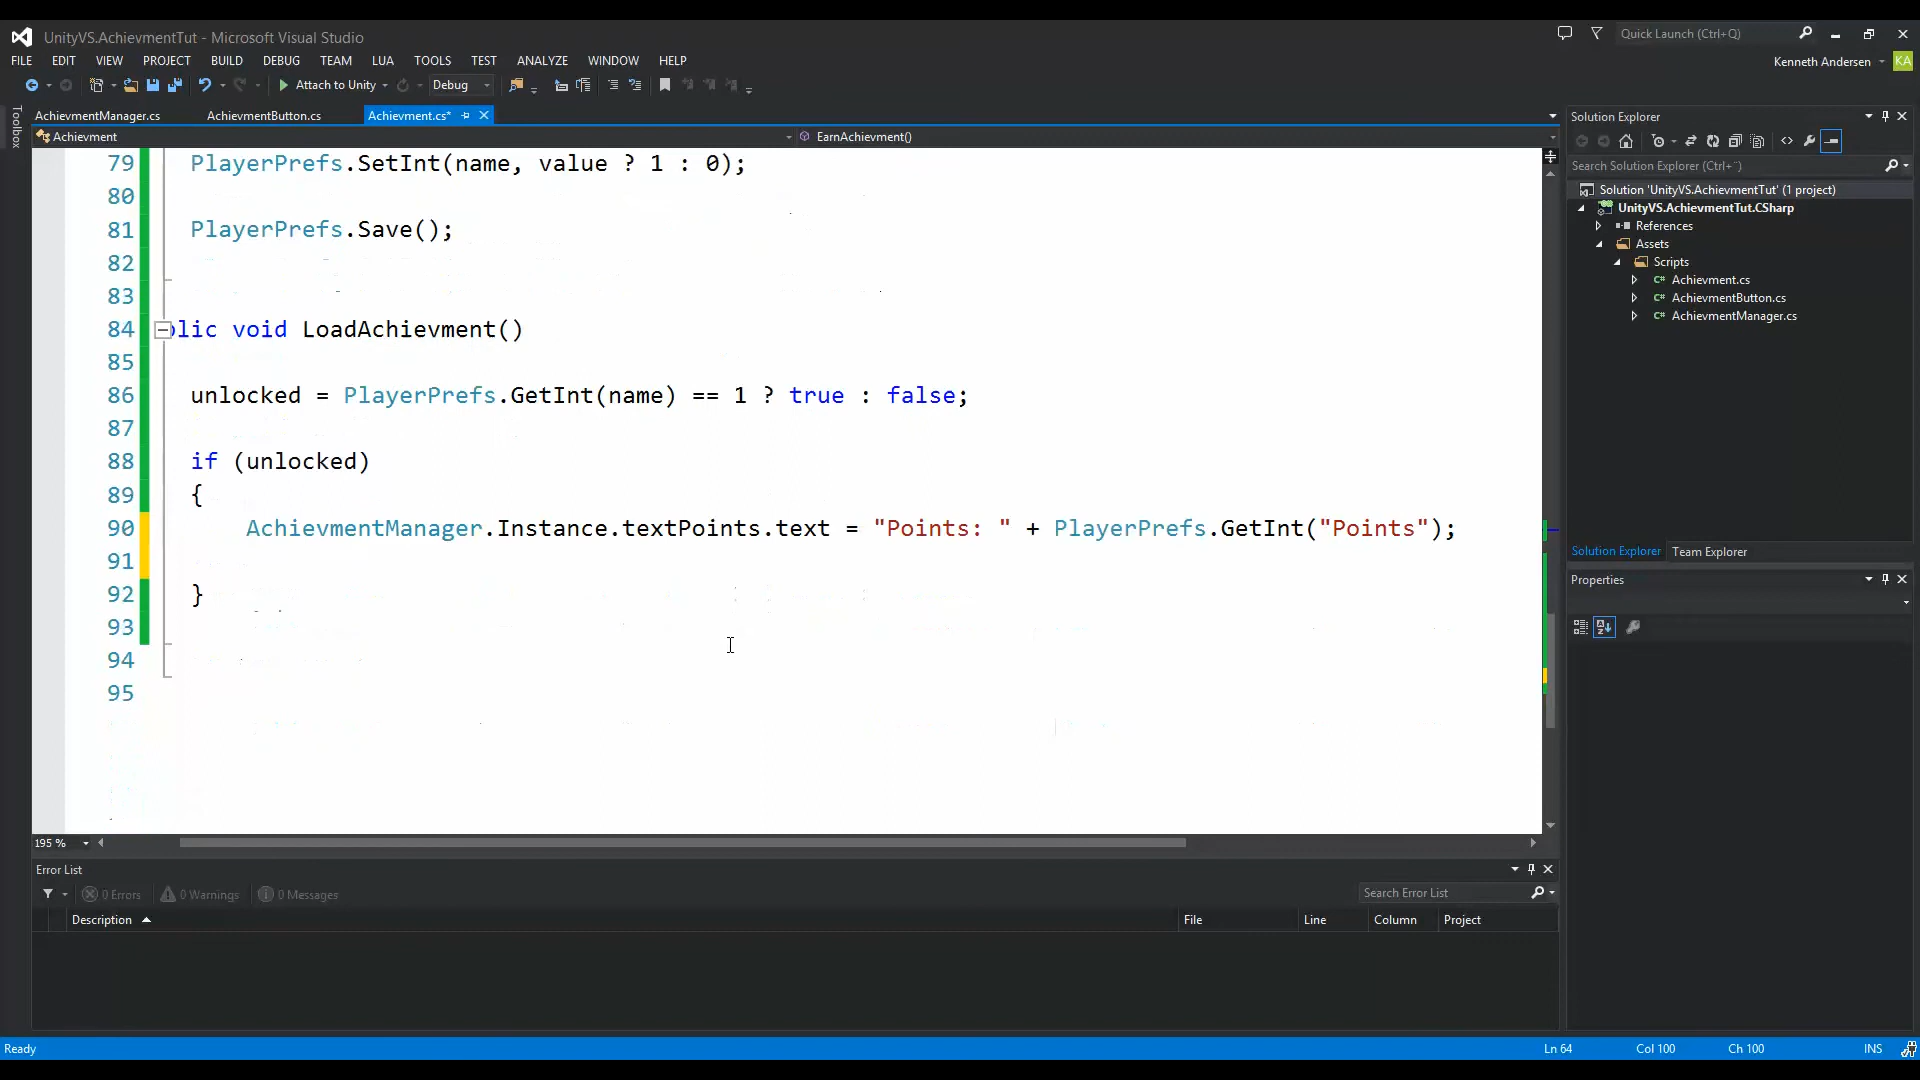 UnityVS.AchievmentTut - Microsoft Visual Studio
Quick Launch (Ctrl+Q)
FILE EDIT VIEW PROJECT BUILD DEBUG TEAM LUA TOOLS TEST ANALYZE WINDOW HELP
Kenneth Andersen KA
Attach to Unity Debug
Toolbox
AchievmentManager.cs AchievmentButton.cs Achievment.cs*
Achievment EarnAchievment()
79 PlayerPrefs.SetInt(name, value ? 1 : 0);
80
81 PlayerPrefs.Save();
82
83
84 lic void LoadAchievment()
85
86 unlocked = PlayerPrefs.GetInt(name) == 1 ? true : false;
87
88 if (unlocked)
89 {
90 AchievmentManager.Instance.textPoints.text = "Points: " + PlayerPrefs.GetInt("Points");
91
92 }
93
94
95
195 %
Error List
0 Errors 0 Warnings 0 Messages
Search Error List
Description File Line Column Project
Solution Explorer
Search Solution Explorer (Ctrl+¨)
Solution 'UnityVS.AchievmentTut' (1 project)
UnityVS.AchievmentTut.CSharp
References
Assets
Scripts
Achievment.cs
AchievmentButton.cs
AchievmentManager.cs
Solution Explorer Team Explorer
Properties
Ready Ln 64 Col 100 Ch 100 INS